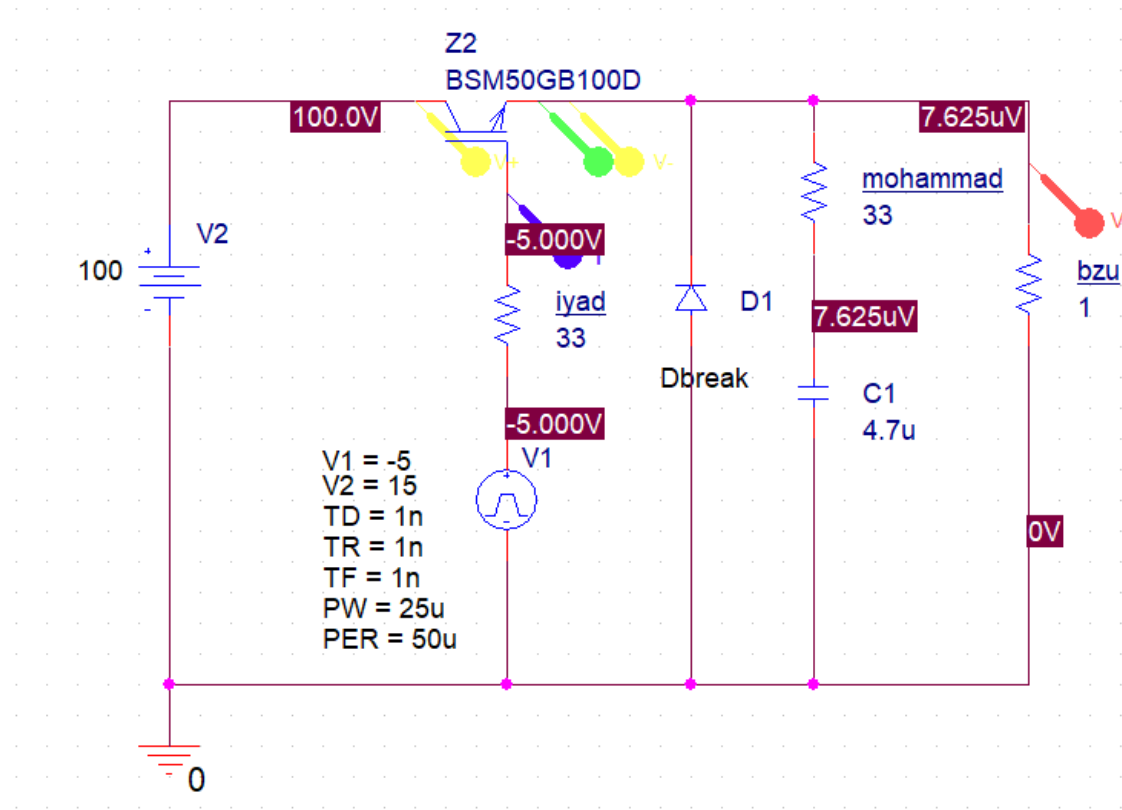 Z2
BSM50GB100D
100.0V
7.625uV
V+
V-
mohammad
33
V2
-5.000V
V
100
iyad
33
D1
bzu
1
7.625uV
Dbreak
C1
4.7u
-5.000V
V1
V1 = -5
V2 = 15
TD = 1n
TR = 1n
TF = 1n
PW = 25u
PER = 50u
0V
0